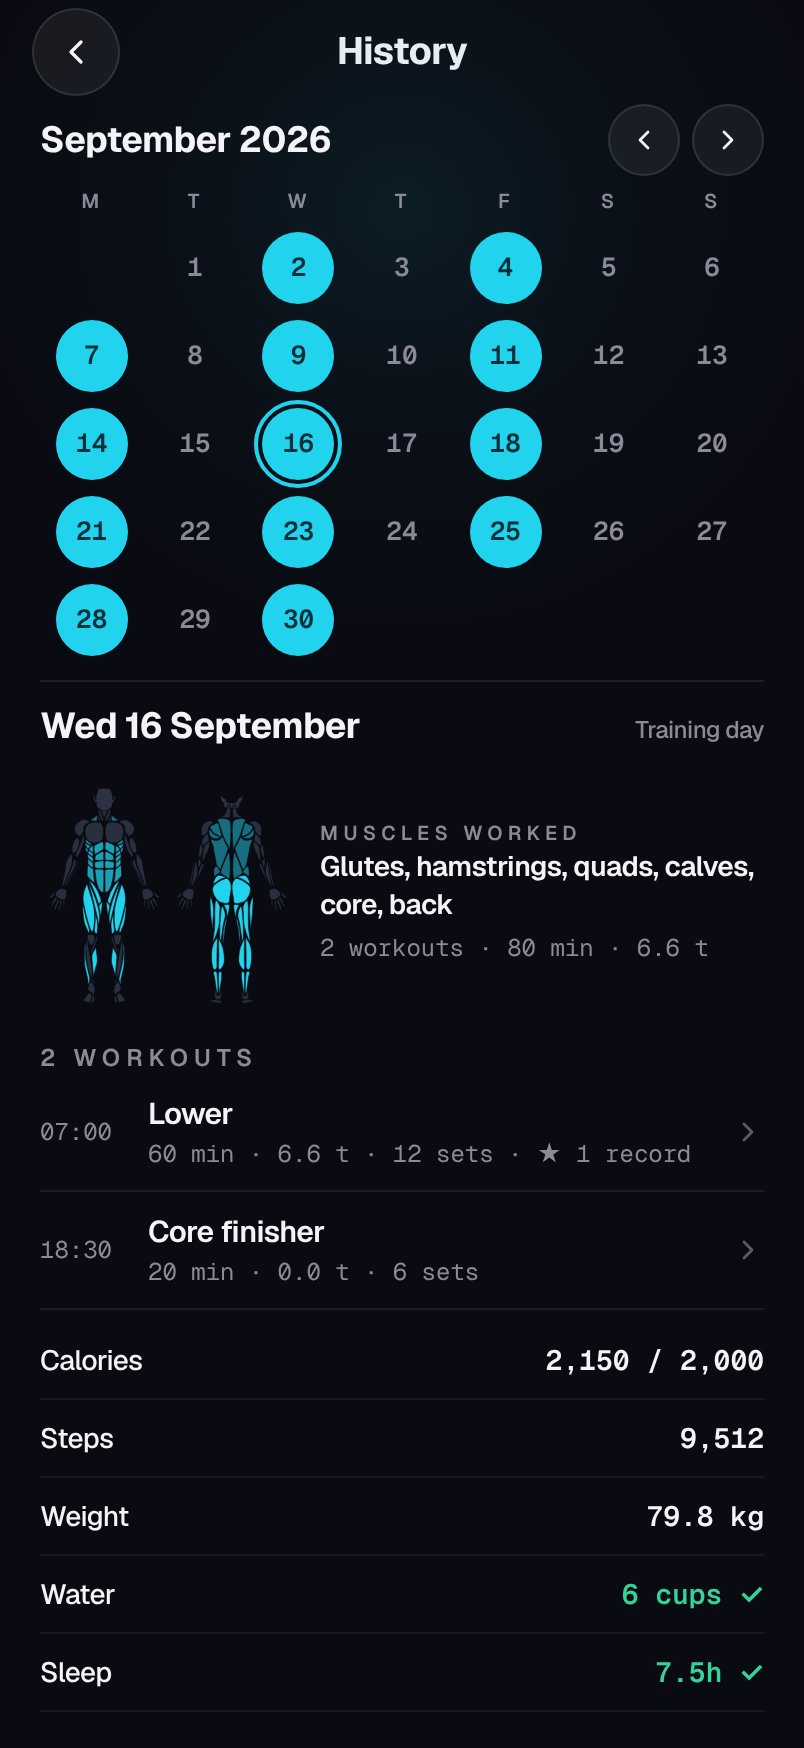 History
September 2026
M T W T F S S
1 2 3 4 5 6
7 8 9 10 11 12 13
14 15 16 17 18 19 20
21 22 23 24 25 26 27
28 29 30
Wed 16 September
Training day
MUSCLES WORKED
Glutes, hamstrings, quads, calves,
core, back
2 workouts · 80 min · 6.6 t
2 WORKOUTS
07:00
Lower
60 min · 6.6 t · 12 sets · ★ 1 record
18:30
Core finisher
20 min · 0.0 t · 6 sets
Calories 2,150 / 2,000
Steps 9,512
Weight 79.8 kg
Water 6 cups ✓
Sleep 7.5h ✓